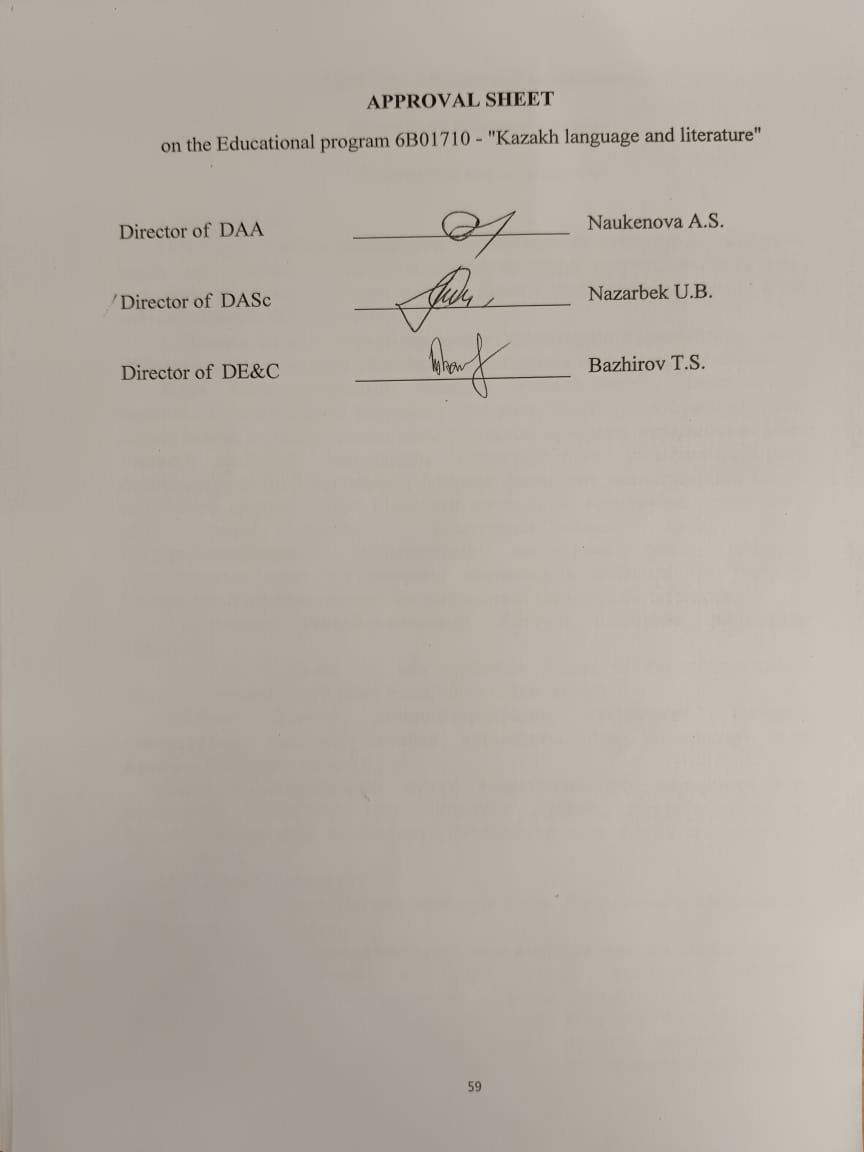 APPROVAL SHEET
on the Educational program 6B01710 - "Kazakh language and literature"
Director of DAA Naukenova A.S.
Director of DASc Nazarbek U.B.
Director of DE&C Bazhirov T.S.
59